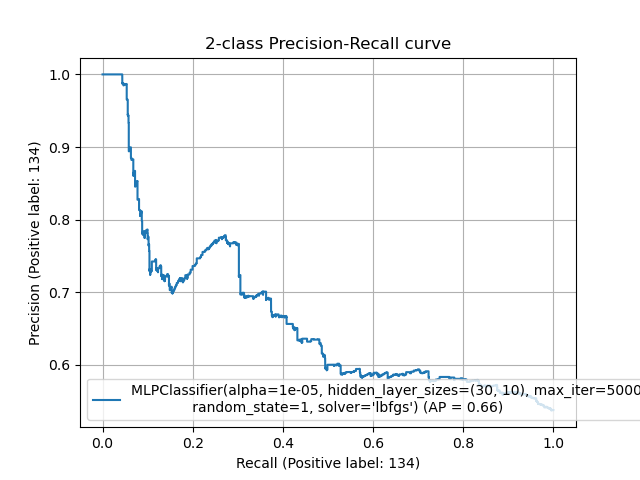 2-class Precision-Recall curve
1.0
0.9
0.8
0.7
0.6
Precision (Positive label: 134)
MLPClassifier(alpha=1e-05, hidden_layer_sizes=(30, 10), max_iter=5000
random_state=1, solver='lbfgs') (AP = 0.66)
0.0 0.2 0.4 0.6 0.8 1.0
Recall (Positive label: 134)